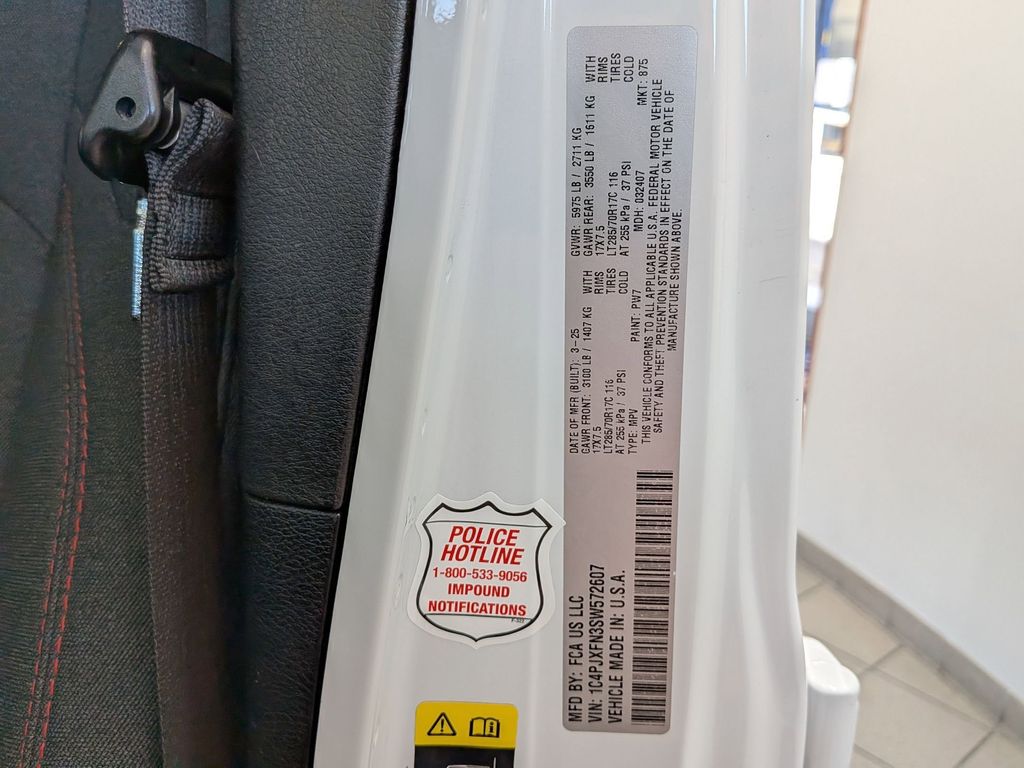 MFD BY: FCA US LLC
VIN: 1C4PJXFN3SW572607
VEHICLE MADE IN: U.S.A.
DATE OF MFR (BUILT): 3-25 GVWR: 5975 LB / 2711 KG
GAWR FRONT: 3100 LB / 1407 KG WITH GAWR REAR: 3550 LB / 1611 KG WITH
17X7.5 RIMS 17X7.5 RIMS
LT285/70R17C 116 TIRES LT285/70R17C 116 TIRES
AT 255 kPa / 37 PSI COLD AT 255 kPa / 37 PSI COLD
TYPE: MPV PAINT: PW7 MDH: 032407 MKT: 875
THIS VEHICLE CONFORMS TO ALL APPLICABLE U.S.A. FEDERAL MOTOR VEHICLE
SAFETY AND THEFT PREVENTION STANDARDS IN EFFECT ON THE DATE OF
MANUFACTURE SHOWN ABOVE.
POLICE
HOTLINE
1-800-533-9056
IMPOUND
NOTIFICATIONS